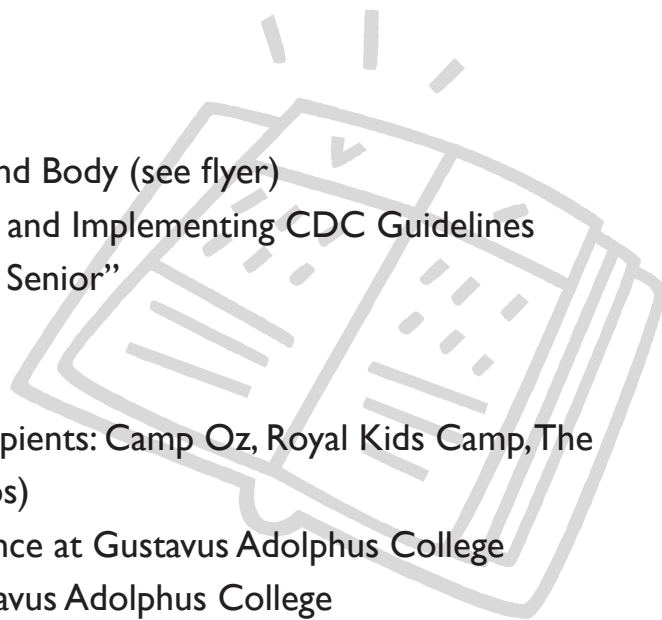 nd Body (see flyer)
and Implementing CDC Guidelines
Senior”
pients: Camp Oz, Royal Kids Camp, The
os)
nce at Gustavus Adolphus College
avus Adolphus College